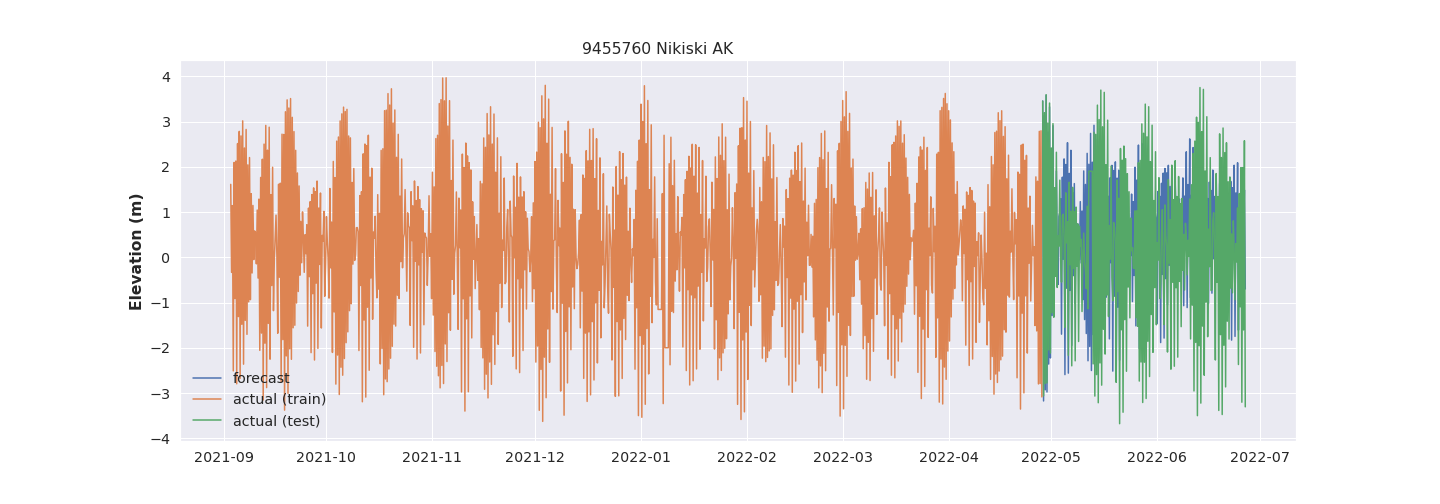 9455760 Nikiski AK
Elevation (m)
4
3
2
1
0
−1
−2
−3
−4
forecast
actual (train)
actual (test)
2021-09 2021-10 2021-11 2021-12 2022-01 2022-02 2022-03 2022-04 2022-05 2022-06 2022-07